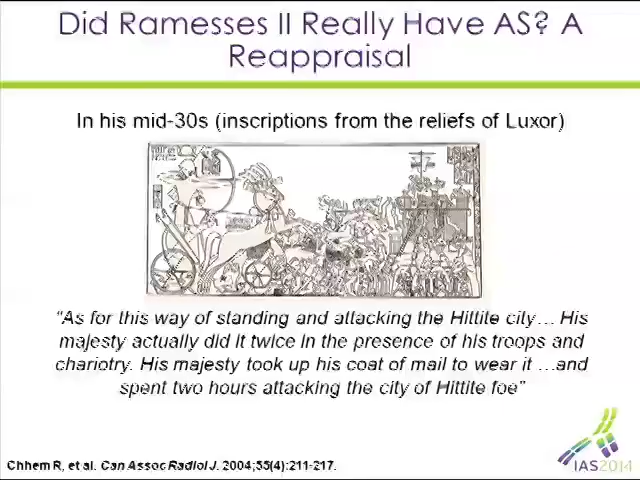 Did Ramesses II Really Have AS? A
Reappraisal
In his mid-30s (inscriptions from the reliefs of Luxor)
"As for this way of standing and attacking the Hittite city… His
majesty actually did it twice in the presence of his troops and
chariotry. His majesty took up his coat of mail to wear it …and
spent two hours attacking the city of Hittite foe"
Chhem R, et al. Can Assoc Radiol J. 2004;55(4):211-217.
IAS2014